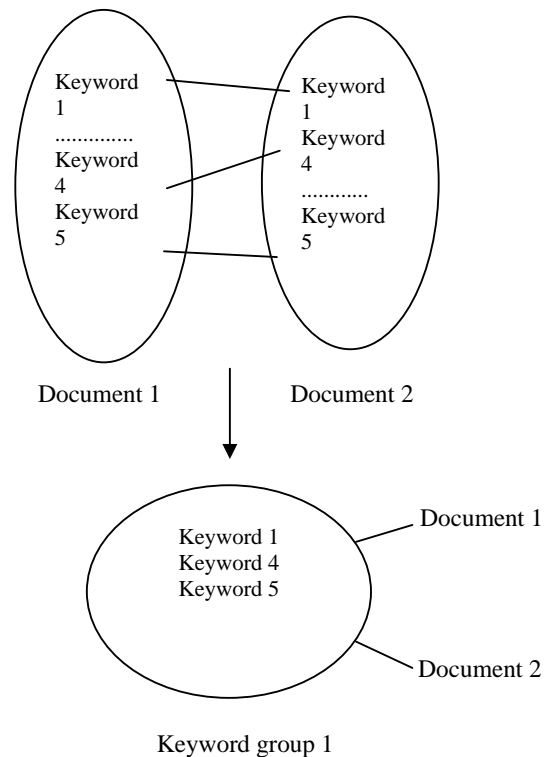 Keyword
1
..............
Keyword
4
Keyword
5
Keyword
1
Keyword
4
............
Keyword
5
Document 1
Document 2
Keyword 1
Keyword 4
Keyword 5
Document 1
Document 2
Keyword group 1